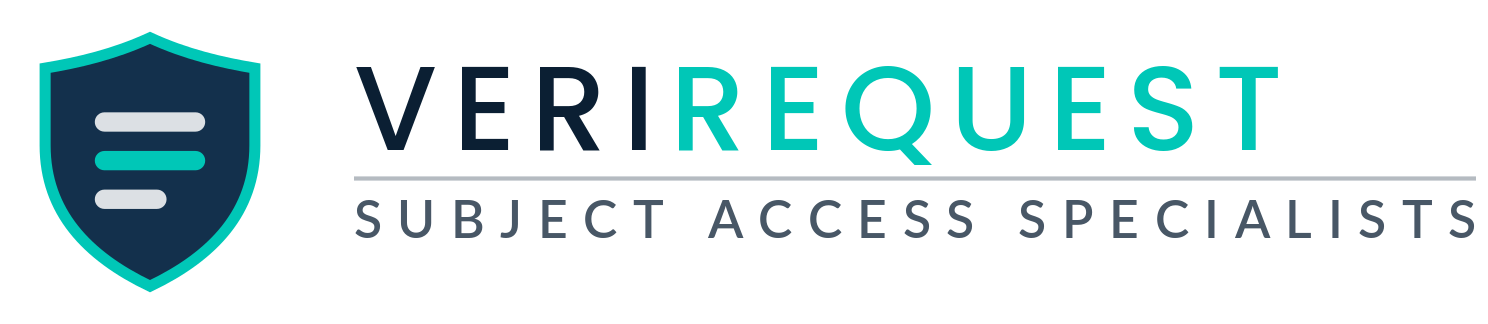 VERIREQUEST
SUBJECT ACCESS SPECIALISTS